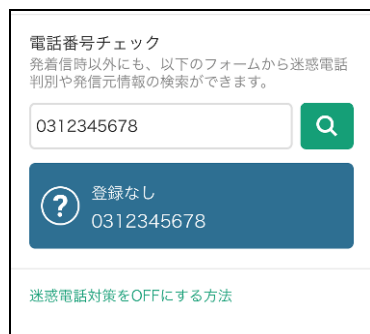 電話番号チェック
発着信時以外にも、以下のフォームから迷惑電話
判別や発信元情報の検索ができます。
0312345678
登録なし
0312345678
迷惑電話対策をOFFにする方法